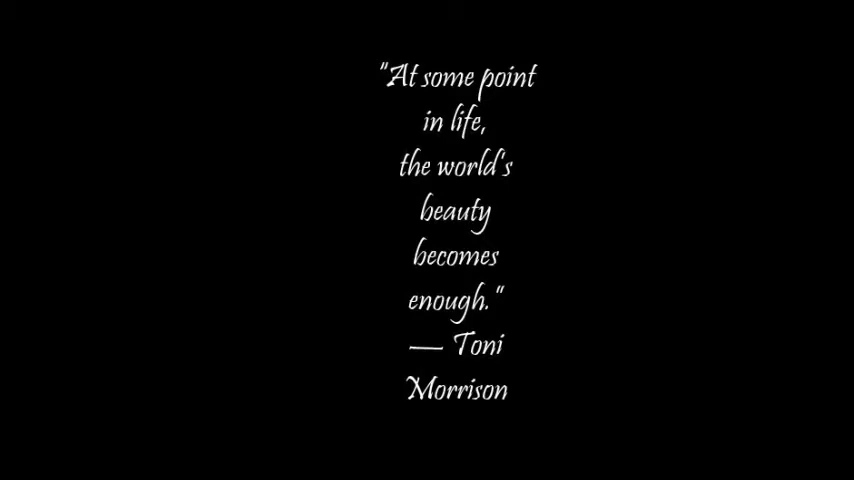 "At some point
in life,
the world's
beauty
becomes
enough."
— Toni
Morrison